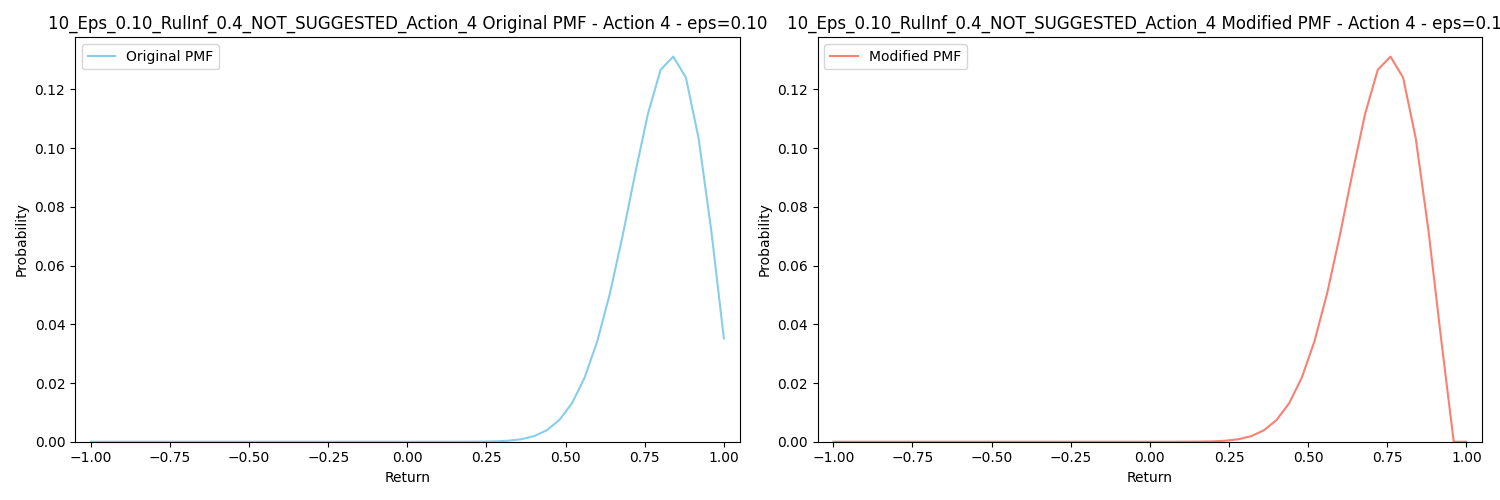 10_Eps_0.10_RulInf_0.4_NOT_SUGGESTED_Action_4 Original PMF - Action 4 - eps=0.10
Original PMF
Probability
0.12
0.10
0.08
0.06
0.04
0.02
0.00
−1.00 −0.75 −0.50 −0.25 0.00 0.25 0.50 0.75 1.00
Return
10_Eps_0.10_RulInf_0.4_NOT_SUGGESTED_Action_4 Modified PMF - Action 4 - eps=0.1
Modified PMF
Probability
0.12
0.10
0.08
0.06
0.04
0.02
0.00
−1.00 −0.75 −0.50 −0.25 0.00 0.25 0.50 0.75 1.00
Return